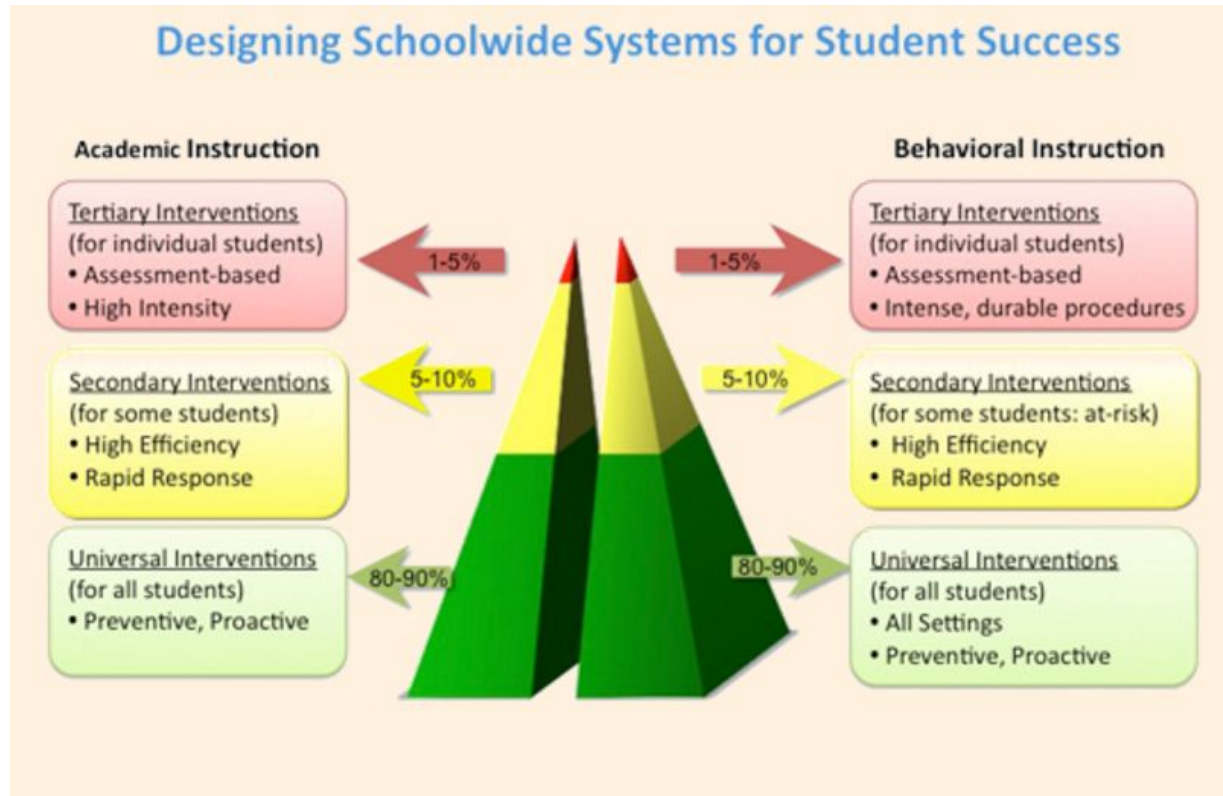 Designing Schoolwide Systems for Student Success
Academic Instruction
Tertiary Interventions
(for individual students)
• Assessment-based
• High Intensity
1-5%
Secondary Interventions
(for some students)
• High Efficiency
• Rapid Response
5-10%
Universal Interventions
(for all students)
• Preventive, Proactive
80-90%
Behavioral Instruction
1-5%
Tertiary Interventions
(for individual students)
• Assessment-based
• Intense, durable procedures
5-10%
Secondary Interventions
(for some students: at-risk)
• High Efficiency
• Rapid Response
80-90%
Universal Interventions
(for all students)
• All Settings
• Preventive, Proactive